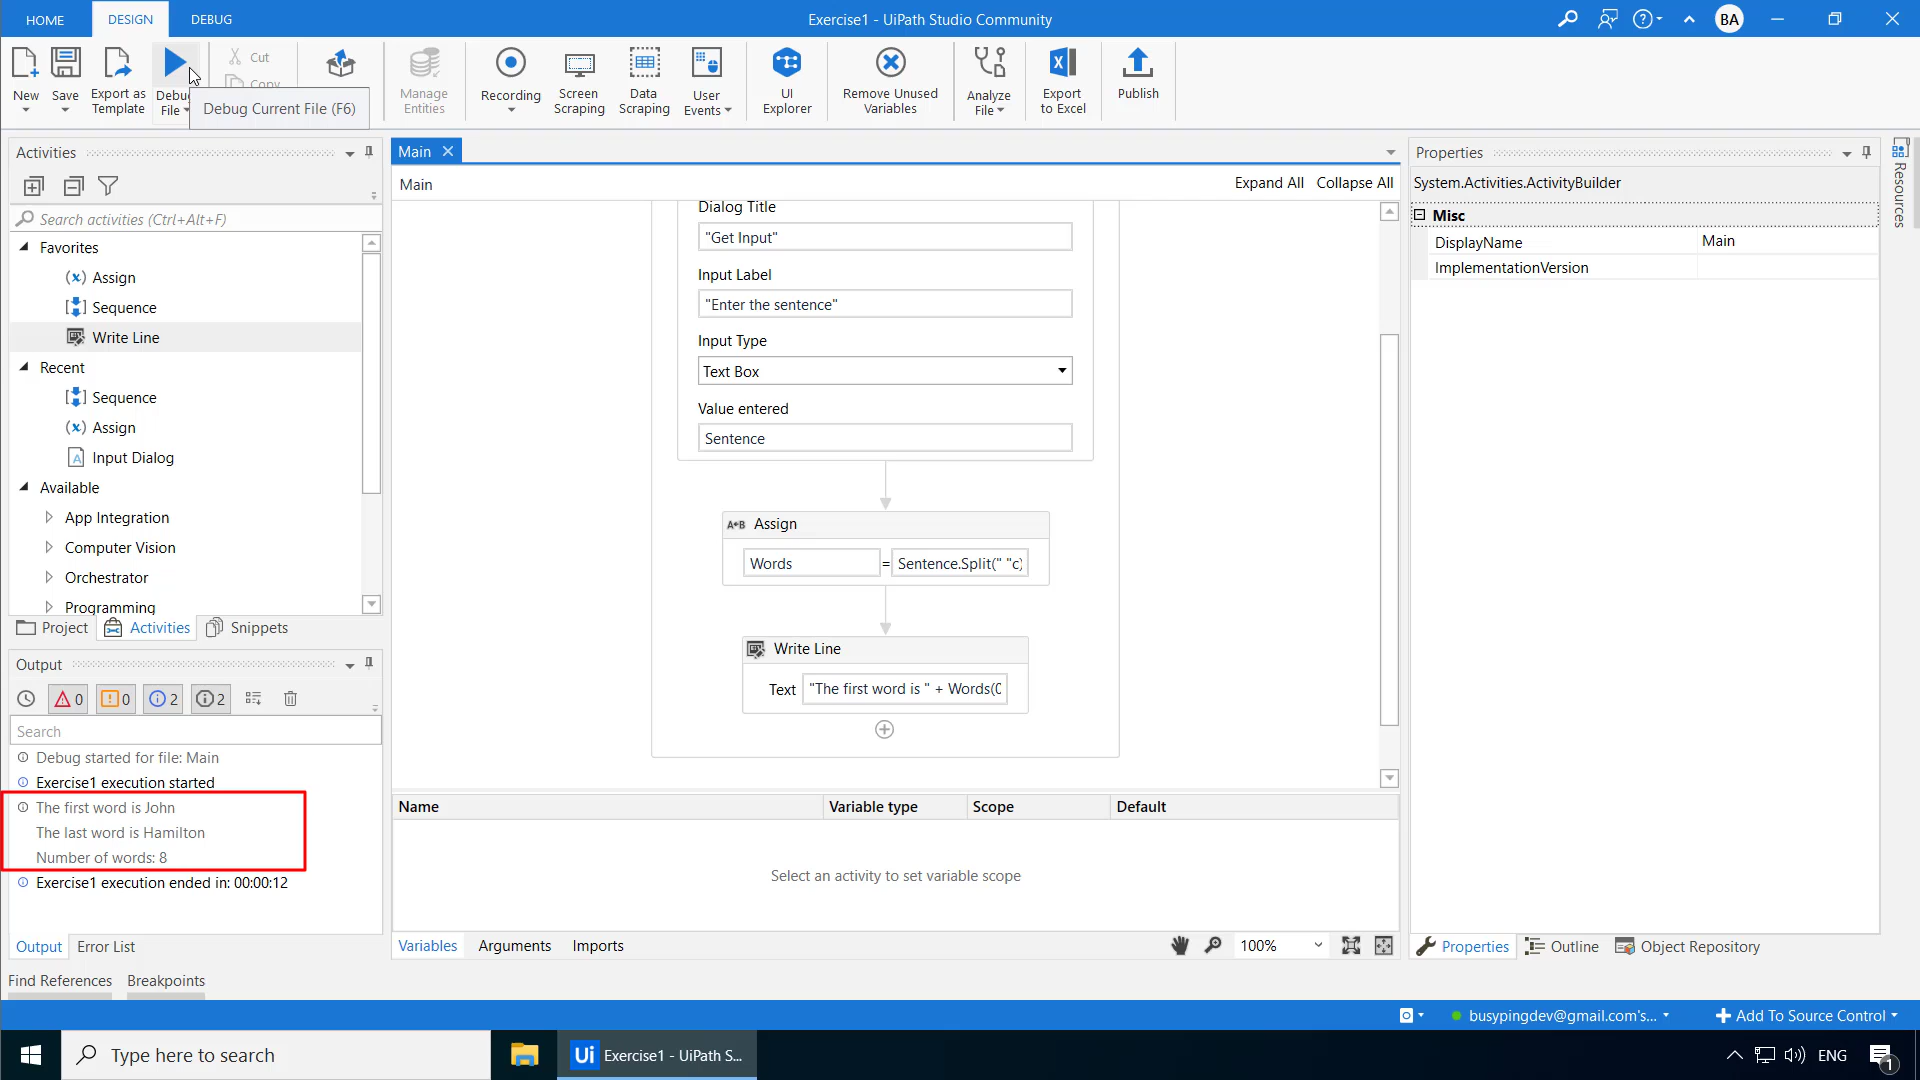 HOME
DESIGN
DEBUG
Exercise1 - UiPath Studio Community
BA
New
Save
Export as
Template
Debug
File
Cut
Copy
Debug Current File (F6)
Manage
Entities
Recording
Screen
Scraping
Data
Scraping
User
Events
UI
Explorer
Remove Unused
Variables
Analyze
File
Export
to Excel
Publish
Activities
Search activities (Ctrl+Alt+F)
Favorites
Assign
Sequence
Write Line
Recent
Sequence
Assign
Input Dialog
Available
App Integration
Computer Vision
Orchestrator
Programming
Project
Activities
Snippets
Output
0
0
2
2
Search
Debug started for file: Main
Exercise1 execution started
The first word is John
The last word is Hamilton
Number of words: 8
Exercise1 execution ended in: 00:00:12
Output
Error List
Find References
Breakpoints
Main
Main
Expand All
Collapse All
Dialog Title
"Get Input"
Input Label
"Enter the sentence"
Input Type
Text Box
Value entered
Sentence
A+B Assign
Words
=
Sentence.Split(" "c)
Write Line
Text
"The first word is " + Words(0
Name
Variable type
Scope
Default
Select an activity to set variable scope
Variables
Arguments
Imports
100%
Properties
System.Activities.ActivityBuilder
Misc
DisplayName
Main
ImplementationVersion
Resources
Properties
Outline
Object Repository
busypingdev@gmail.com's...
Add To Source Control
Type here to search
Ui
Exercise1 - UiPath S...
ENG
1